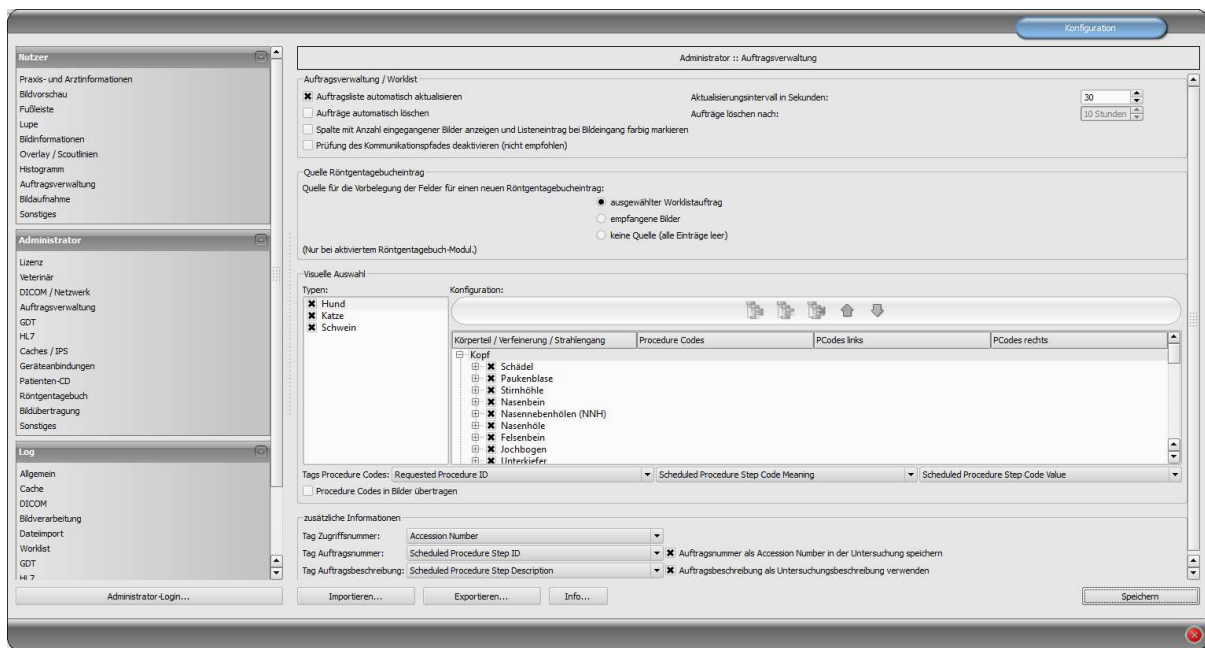 Konfiguration
Nutzer
Praxis- und Arztinformationen
Bildvorschau
Fußleiste
Lupe
Bildinformationen
Overlay / Scoutlinien
Histogramm
Auftragsverwaltung
Bildaufnahme
Sonstiges
Administrator
Lizenz
Veterinär
DICOM / Netzwerk
Auftragsverwaltung
GDT
HL7
Caches / IPS
Geräteanbindungen
Patienten-CD
Röntgentagebuch
Bildübertragung
Sonstiges
Log
Allgemein
Cache
DICOM
Bildverarbeitung
Dateiimport
Worklist
GDT
HL7
Administrator-Login...
Administrator :: Auftragsverwaltung
Auftragsverwaltung / Worklist
Auftragsliste automatisch aktualisieren Aktualisierungsintervall in Sekunden: 30
Aufträge automatisch löschen Aufträge löschen nach: 10 Stunden
Spalte mit Anzahl eingegangener Bilder anzeigen und Listeneintrag bei Bildeingang farbig markieren
Prüfung des Kommunikationspfades deaktivieren (nicht empfohlen)
Quelle Röntgentagebucheintrag
Quelle für die Vorbelegung der Felder für einen neuen Röntgentagebucheintrag:
ausgewählter Worklistauftrag
empfangene Bilder
keine Quelle (alle Einträge leer)
(Nur bei aktiviertem Röntgentagebuch-Modul.)
Visuelle Auswahl
Typen: Konfiguration:
Hund
Katze
Schwein
Körperteil / Verfeinerung / Strahlengang Procedure Codes PCodes links PCodes rechts
Kopf
Schädel
Paukenblase
Stirnhöhle
Nasenbein
Nasennebenhölen (NNH)
Nasenhöle
Felsenbein
Jochbogen
Unterkiefer
Tags Procedure Codes: Requested Procedure ID Scheduled Procedure Step Code Meaning Scheduled Procedure Step Code Value
Procedure Codes in Bilder übertragen
zusätzliche Informationen
Tag Zugriffsnummer: Accession Number
Tag Auftragsnummer: Scheduled Procedure Step ID Auftragsnummer als Accession Number in der Untersuchung speichern
Tag Auftragsbeschreibung: Scheduled Procedure Step Description Auftragsbeschreibung als Untersuchungsbeschreibung verwenden
Importieren... Exportieren... Info... Speichern